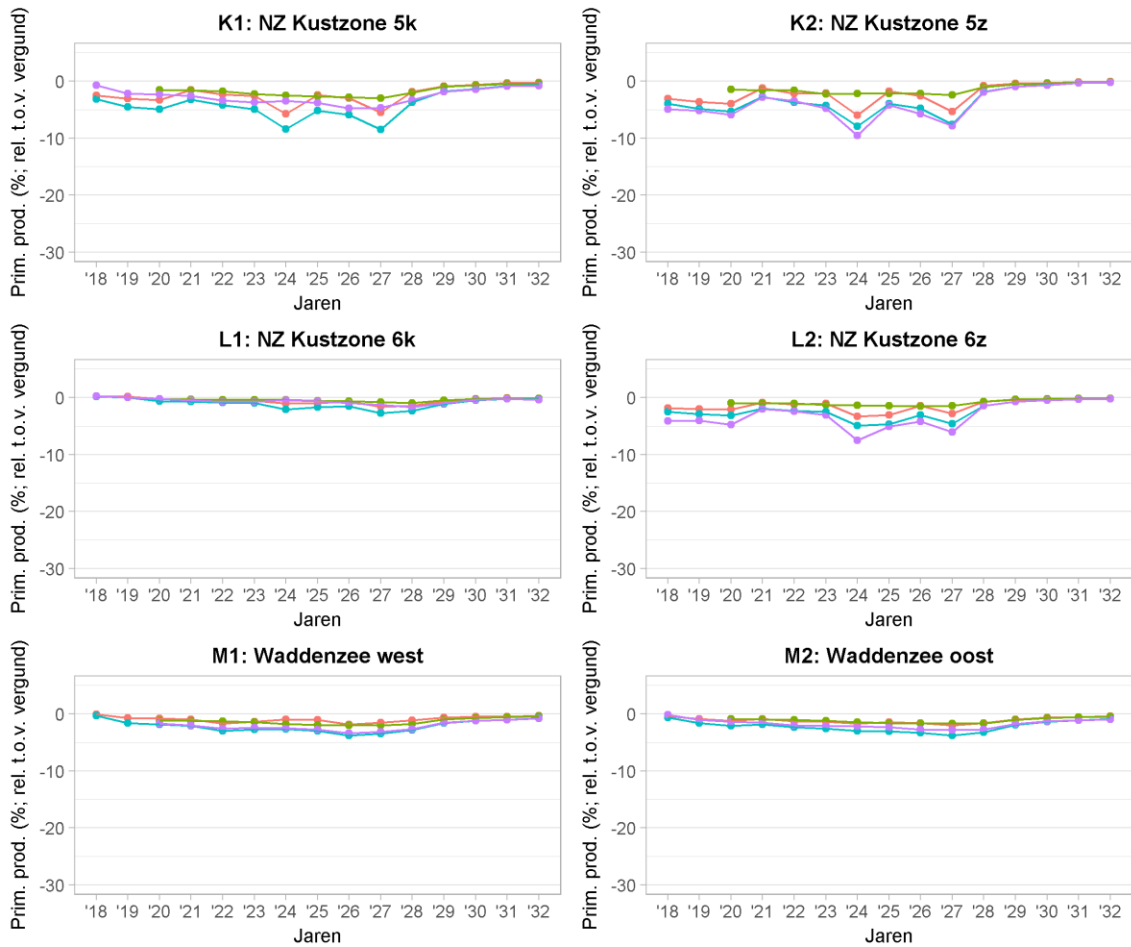 K1: NZ Kustzone 5k
Prim. prod. (%; rel. t.o.v. vergund)
0
-10
-20
-30
'18 '19 '20 '21 '22 '23 '24 '25 '26 '27 '28 '29 '30 '31 '32
Jaren
K2: NZ Kustzone 5z
Prim. prod. (%; rel. t.o.v. vergund)
0
-10
-20
-30
'18 '19 '20 '21 '22 '23 '24 '25 '26 '27 '28 '29 '30 '31 '32
Jaren
L1: NZ Kustzone 6k
Prim. prod. (%; rel. t.o.v. vergund)
0
-10
-20
-30
'18 '19 '20 '21 '22 '23 '24 '25 '26 '27 '28 '29 '30 '31 '32
Jaren
L2: NZ Kustzone 6z
Prim. prod. (%; rel. t.o.v. vergund)
0
-10
-20
-30
'18 '19 '20 '21 '22 '23 '24 '25 '26 '27 '28 '29 '30 '31 '32
Jaren
M1: Waddenzee west
Prim. prod. (%; rel. t.o.v. vergund)
0
-10
-20
-30
'18 '19 '20 '21 '22 '23 '24 '25 '26 '27 '28 '29 '30 '31 '32
Jaren
M2: Waddenzee oost
Prim. prod. (%; rel. t.o.v. vergund)
0
-10
-20
-30
'18 '19 '20 '21 '22 '23 '24 '25 '26 '27 '28 '29 '30 '31 '32
Jaren